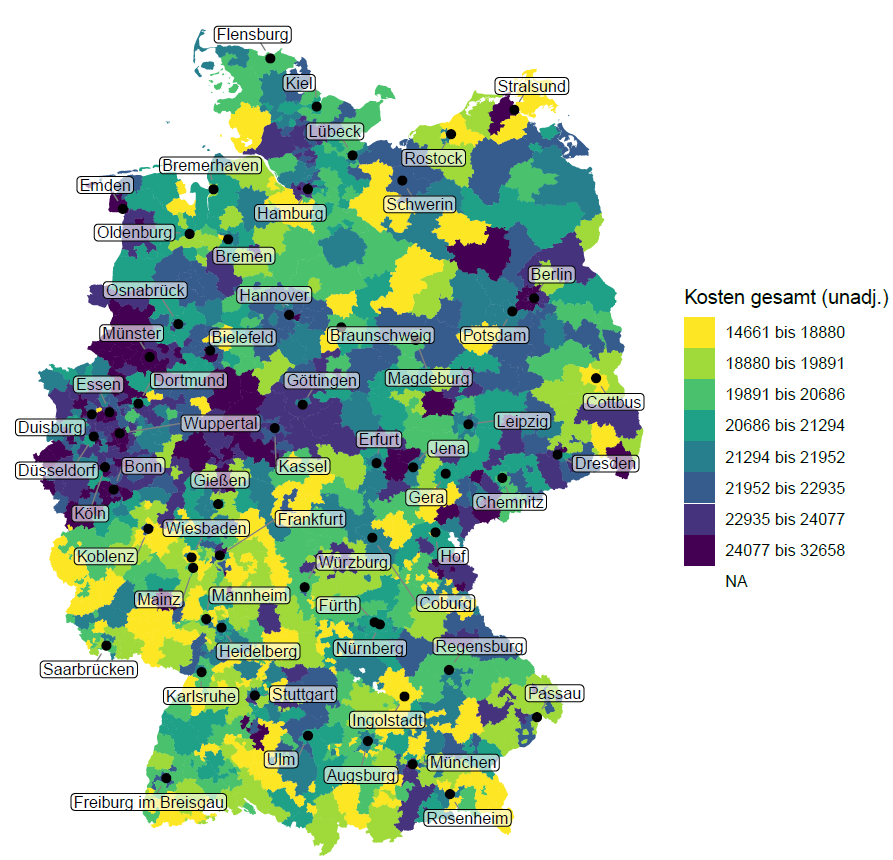 Flensburg
Kiel
Stralsund
Lübeck
Rostock
Bremerhaven
Emden
Schwerin
Hamburg
Oldenburg
Bremen
Berlin
Osnabrück
Hannover
Münster
Bielefeld
Braunschweig
Potsdam
Essen
Dortmund
Göttingen
Magdeburg
Cottbus
Duisburg
Wuppertal
Leipzig
Erfurt
Jena
Düsseldorf
Bonn
Kassel
Dresden
Gießen
Gera
Chemnitz
Köln
Wiesbaden
Frankfurt
Koblenz
Würzburg
Hof
Mainz
Mannheim
Fürth
Coburg
Saarbrücken
Heidelberg
Nürnberg
Regensburg
Karlsruhe
Stuttgart
Passau
Ingolstadt
Ulm
Augsburg
München
Freiburg im Breisgau
Rosenheim
Kosten gesamt (unadj.)
14661 bis 18880
18880 bis 19891
19891 bis 20686
20686 bis 21294
21294 bis 21952
21952 bis 22935
22935 bis 24077
24077 bis 32658
NA